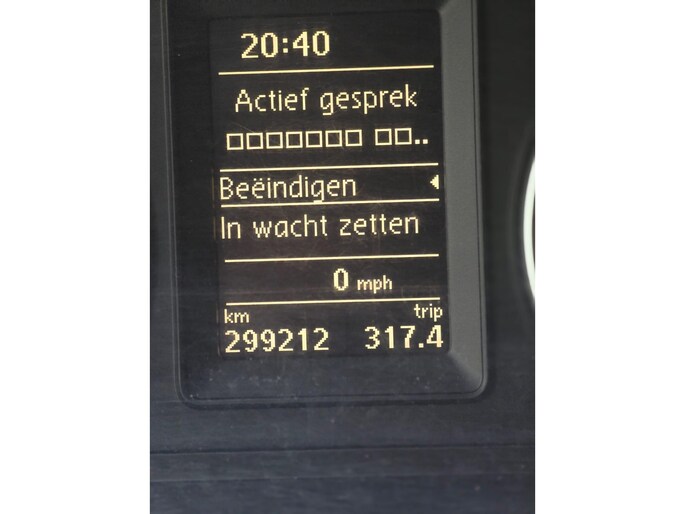 20:40
Actief gesprek
□□□□□□□ □□..
Beëindigen
In wacht zetten
0 mph
km trip
299212 317.4